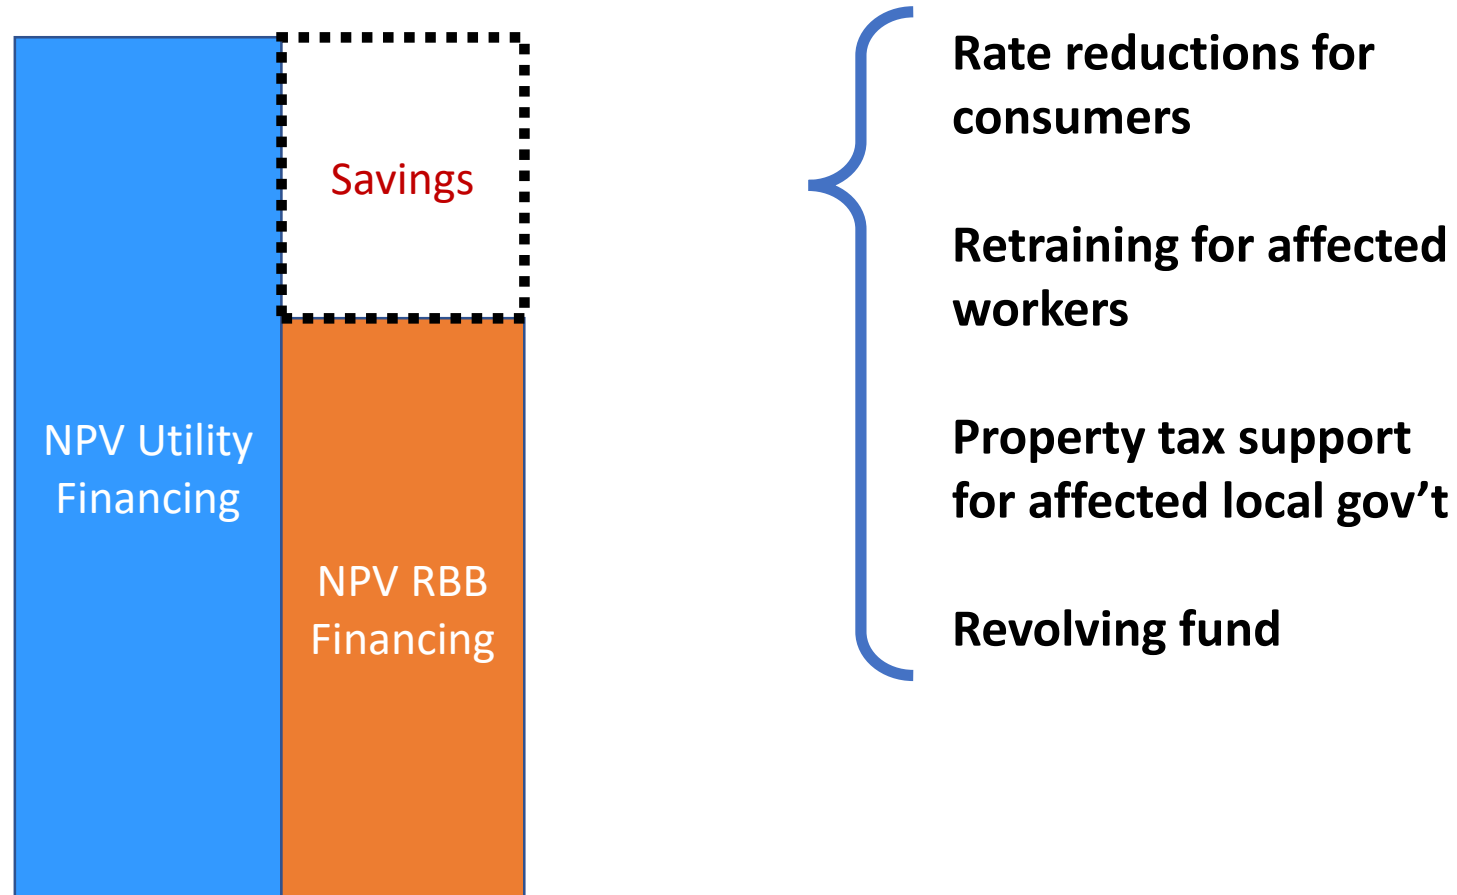 Savings
NPV Utility
Financing
NPV RBB
Financing
Rate reductions for
consumers
Retraining for affected
workers
Property tax support
for affected local gov’t
Revolving fund